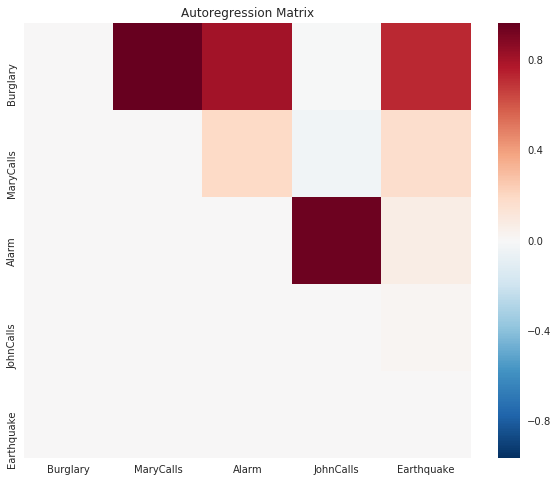 Autoregression Matrix
Burglary
MaryCalls
Alarm
JohnCalls
Earthquake
Burglary
MaryCalls
Alarm
JohnCalls
Earthquake
0.8
0.4
0.0
−0.4
−0.8